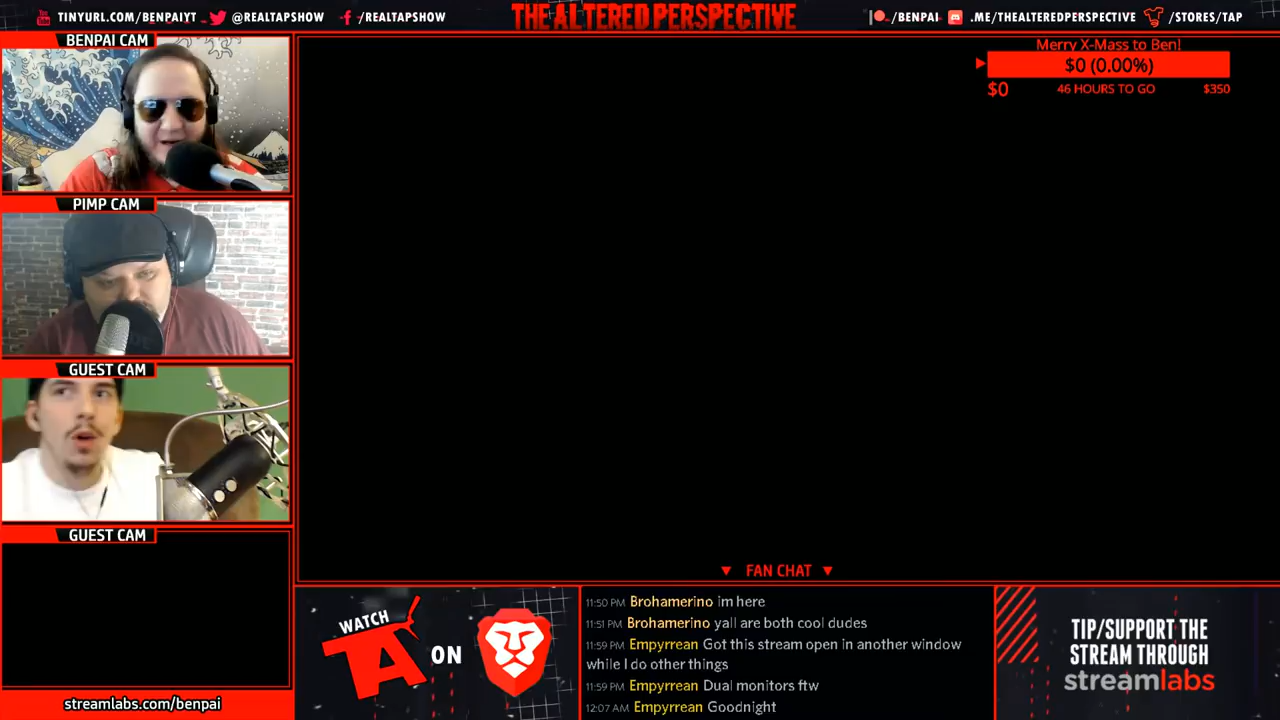 TINYURL.COM/BENPAIYT @REALTAPSHOW /REALTAPSHOW THE ALTERED PERSPECTIVE /BENPAI .ME/THEALTEREDPERSPECTIVE /STORES/TAP
BENPAI CAM
Merry X-Mass to Ben!
$0 (0.00%)
$0 46 HOURS TO GO $350
PIMP CAM
GUEST CAM
GUEST CAM
FAN CHAT
WATCH
TA ON
11:50 PM Brohamerino im here
11:51 PM Brohamerino yall are both cool dudes
11:59 PM Empyrrean Got this stream open in another window
while I do other things
11:59 PM Empyrrean Dual monitors ftw
12:07 AM Empyrrean Goodnight
TIP/SUPPORT THE
STREAM THROUGH
streamlabs
streamlabs.com/benpai